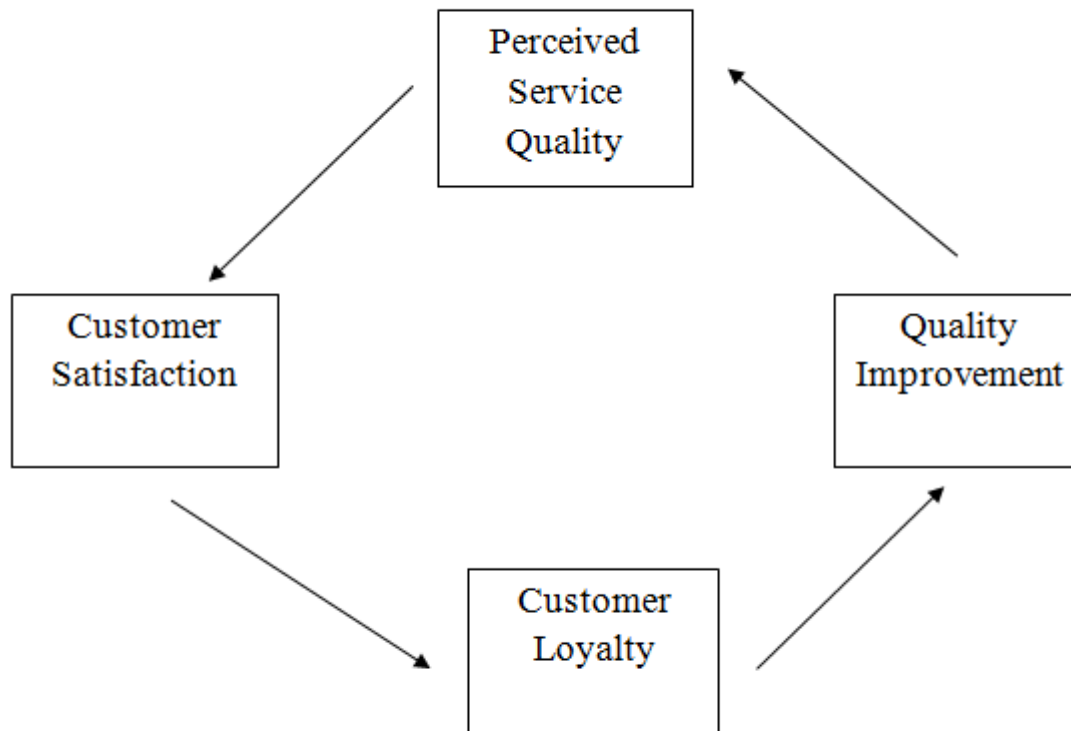 Perceived
Service
Quality
Customer
Satisfaction
Quality
Improvement
Customer
Loyalty